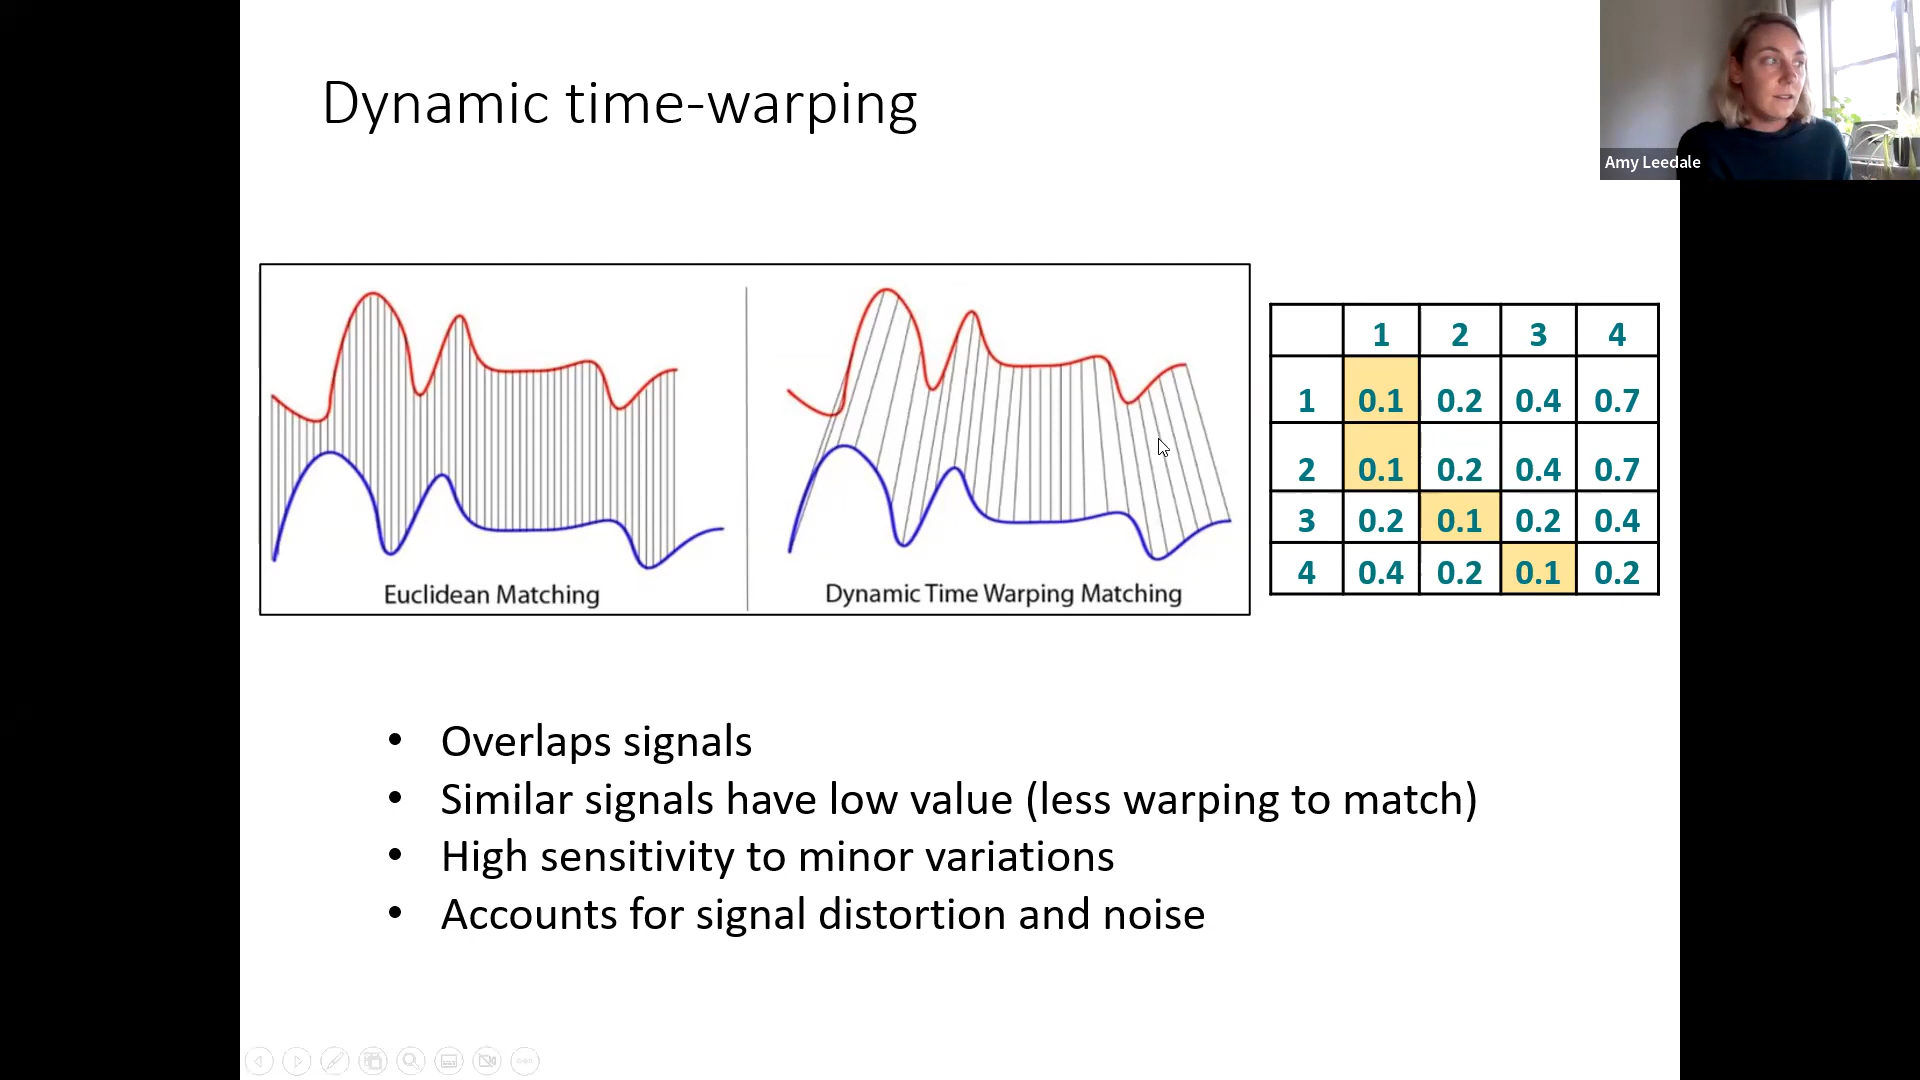 Dynamic time-warping
Amy Leedale
Euclidean Matching
Dynamic Time Warping Matching
1 2 3 4
1 0.1 0.2 0.4 0.7
2 0.1 0.2 0.4 0.7
3 0.2 0.1 0.2 0.4
4 0.4 0.2 0.1 0.2
• Overlaps signals
• Similar signals have low value (less warping to match)
• High sensitivity to minor variations
• Accounts for signal distortion and noise